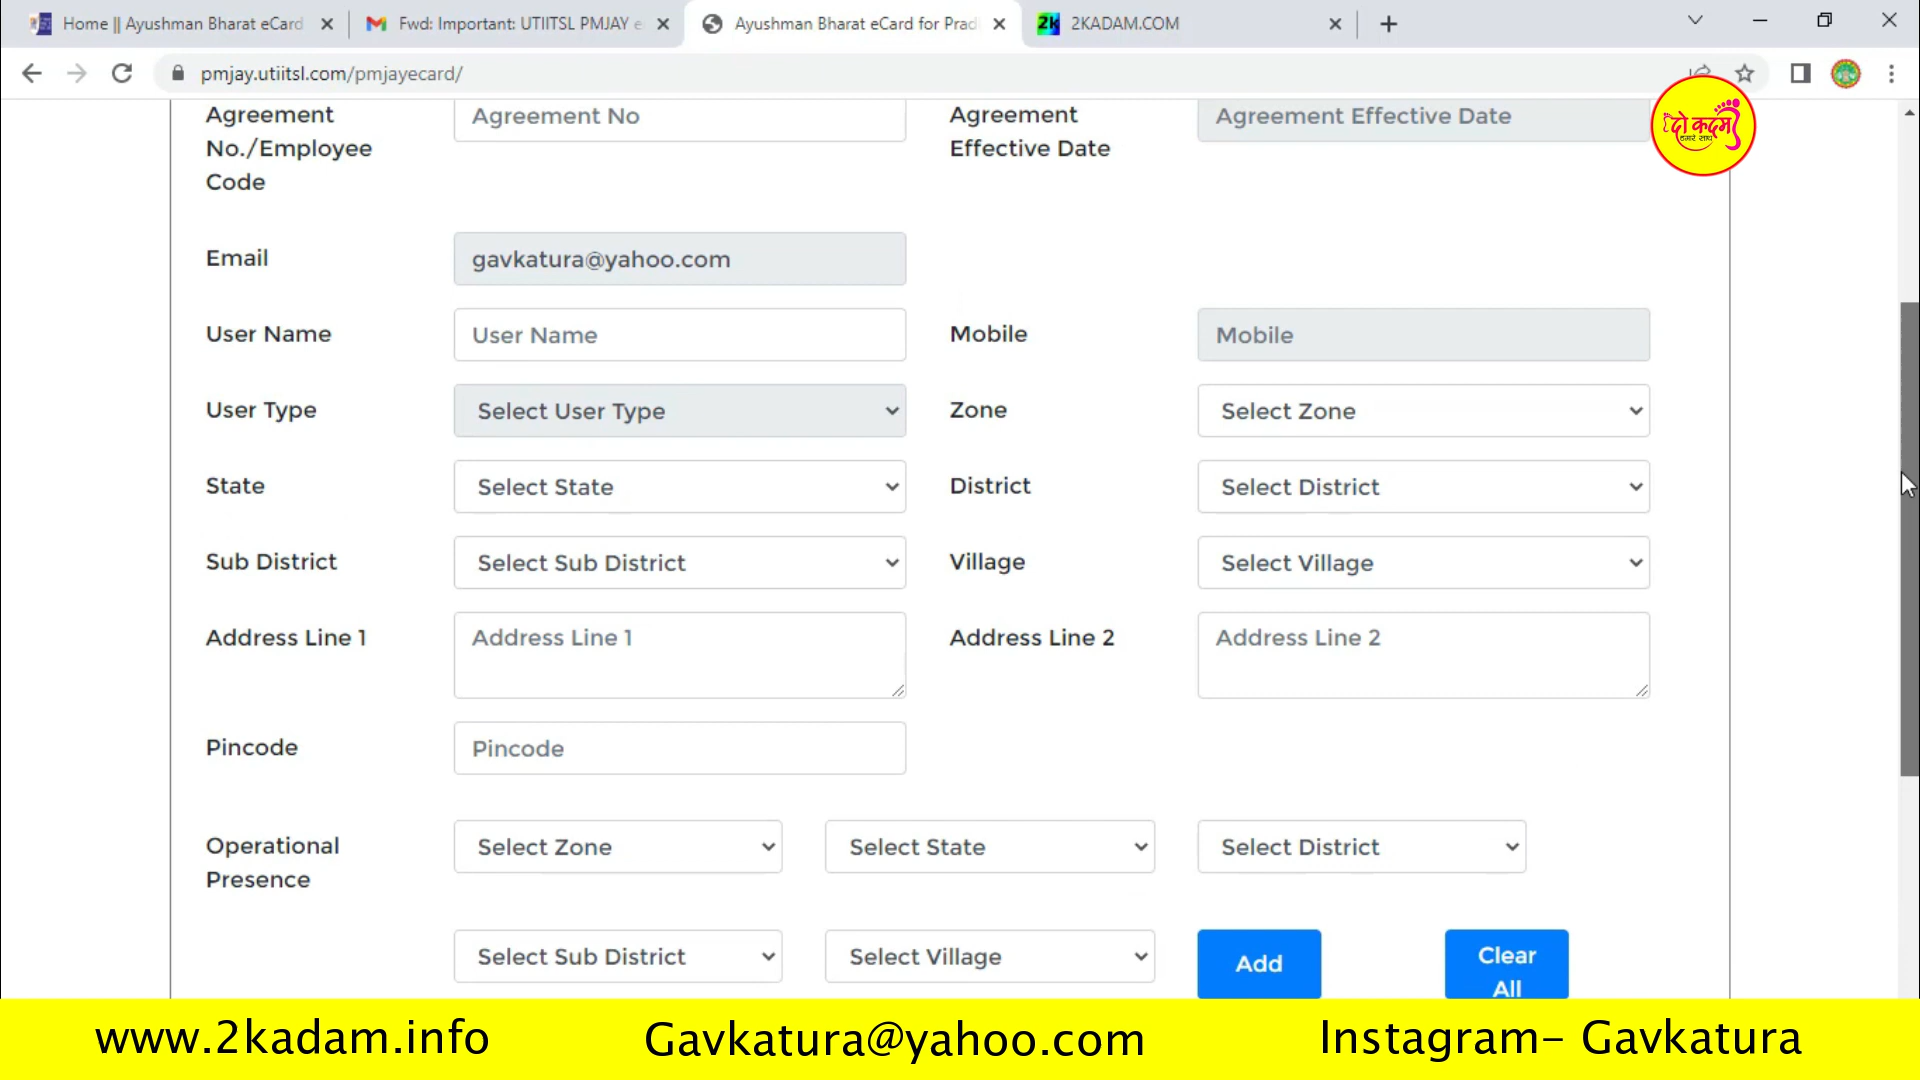 Home || Ayushman Bharat eCard
Fwd: Important: UTIITSL PMJAY e
Ayushman Bharat eCard for Prad
2K 2KADAM.COM
pmjay.utiitsl.com/pmjayecard/
Agreement No./Employee Code
Agreement No
Agreement Effective Date
Agreement Effective Date
दो कदम
हमारे साथ
Email
gavkatura@yahoo.com
User Name
User Name
Mobile
Mobile
User Type
Select User Type
Zone
Select Zone
State
Select State
District
Select District
Sub District
Select Sub District
Village
Select Village
Address Line 1
Address Line 1
Address Line 2
Address Line 2
Pincode
Pincode
Operational Presence
Select Zone
Select State
Select District
Select Sub District
Select Village
Add
Clear All
www.2kadam.info
Gavkatura@yahoo.com
Instagram- Gavkatura